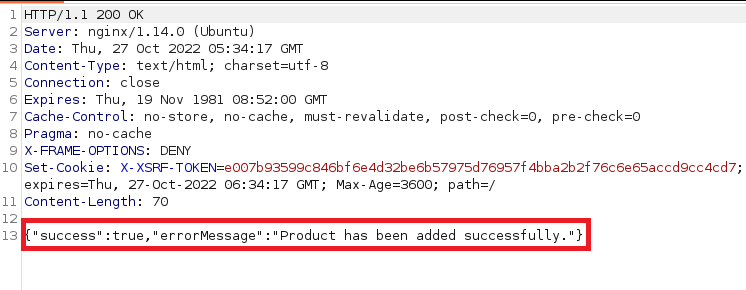 1 HTTP/1.1 200 OK
2 Server: nginx/1.14.0 (Ubuntu)
3 Date: Thu, 27 Oct 2022 05:34:17 GMT
4 Content-Type: text/html; charset=utf-8
5 Connection: close
6 Expires: Thu, 19 Nov 1981 08:52:00 GMT
7 Cache-Control: no-store, no-cache, must-revalidate, post-check=0, pre-check=0
8 Pragma: no-cache
9 X-FRAME-OPTIONS: DENY
10 Set-Cookie: X-XSRF-TOKEN=e007b93599c846bf6e4d32be6b57975d76957f4bba2b2f76c6e65accd9cc4cd7;
expires=Thu, 27-Oct-2022 06:34:17 GMT; Max-Age=3600; path=/
11 Content-Length: 70
12
13 {"success":true,"errorMessage":"Product has been added successfully."}